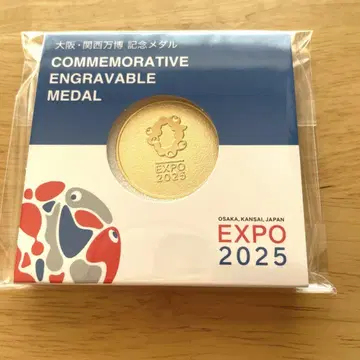 大阪・関西万博 記念メダル
COMMEMORATIVE
ENGRAVABLE
MEDAL
EXPO
2025
OSAKA, KANSAI, JAPAN
EXPO
2025